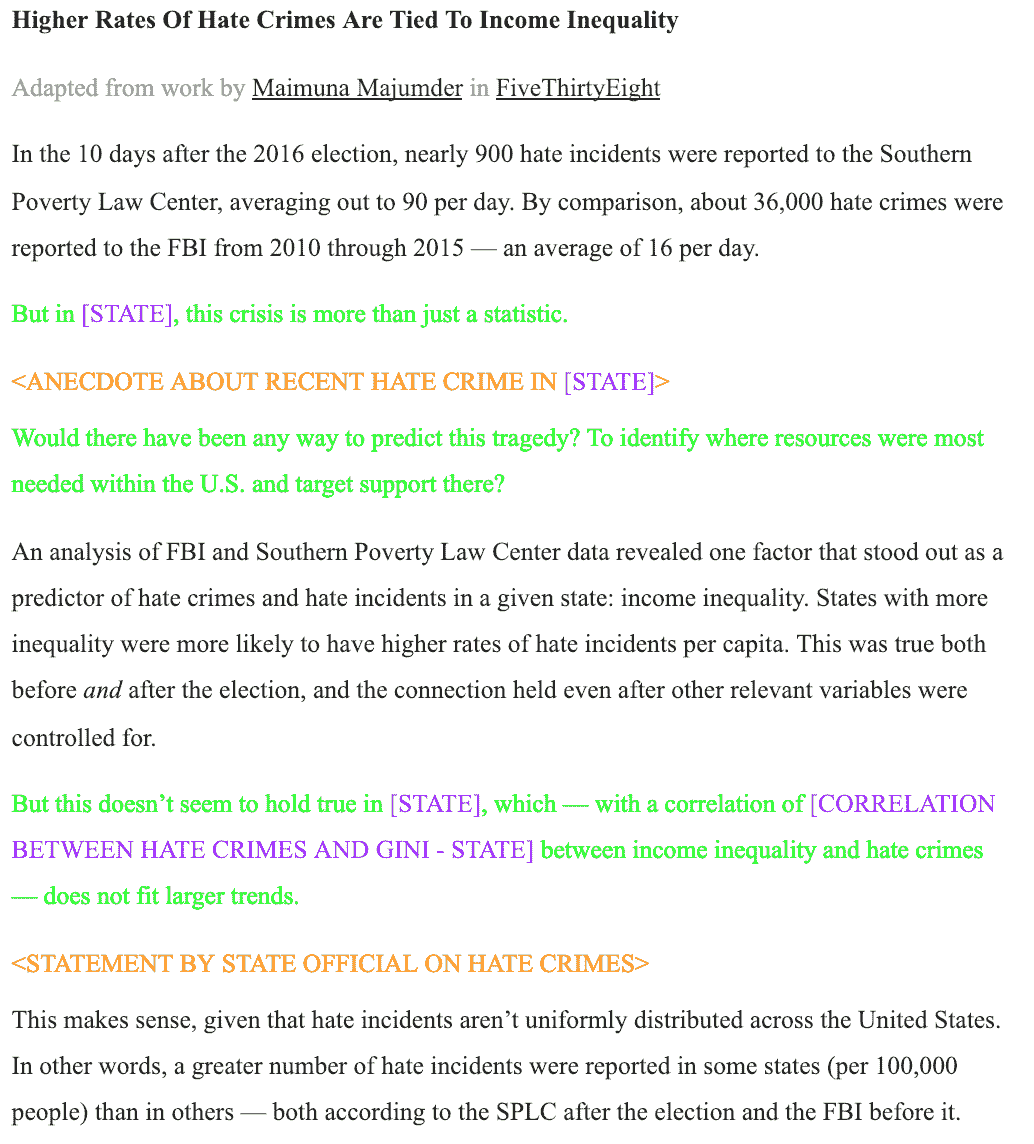 Higher Rates Of Hate Crimes Are Tied To Income Inequality
Adapted from work by Maimuna Majumder in FiveThirtyEight
In the 10 days after the 2016 election, nearly 900 hate incidents were reported to the Southern
Poverty Law Center, averaging out to 90 per day. By comparison, about 36,000 hate crimes were
reported to the FBI from 2010 through 2015 — an average of 16 per day.
But in [STATE], this crisis is more than just a statistic.
<ANECDOTE ABOUT RECENT HATE CRIME IN [STATE]>
Would there have been any way to predict this tragedy? To identify where resources were most
needed within the U.S. and target support there?
An analysis of FBI and Southern Poverty Law Center data revealed one factor that stood out as a
predictor of hate crimes and hate incidents in a given state: income inequality. States with more
inequality were more likely to have higher rates of hate incidents per capita. This was true both
before and after the election, and the connection held even after other relevant variables were
controlled for.
But this doesn’t seem to hold true in [STATE], which — with a correlation of [CORRELATION
BETWEEN HATE CRIMES AND GINI - STATE] between income inequality and hate crimes
— does not fit larger trends.
<STATEMENT BY STATE OFFICIAL ON HATE CRIMES>
This makes sense, given that hate incidents aren’t uniformly distributed across the United States.
In other words, a greater number of hate incidents were reported in some states (per 100,000
people) than in others — both according to the SPLC after the election and the FBI before it.